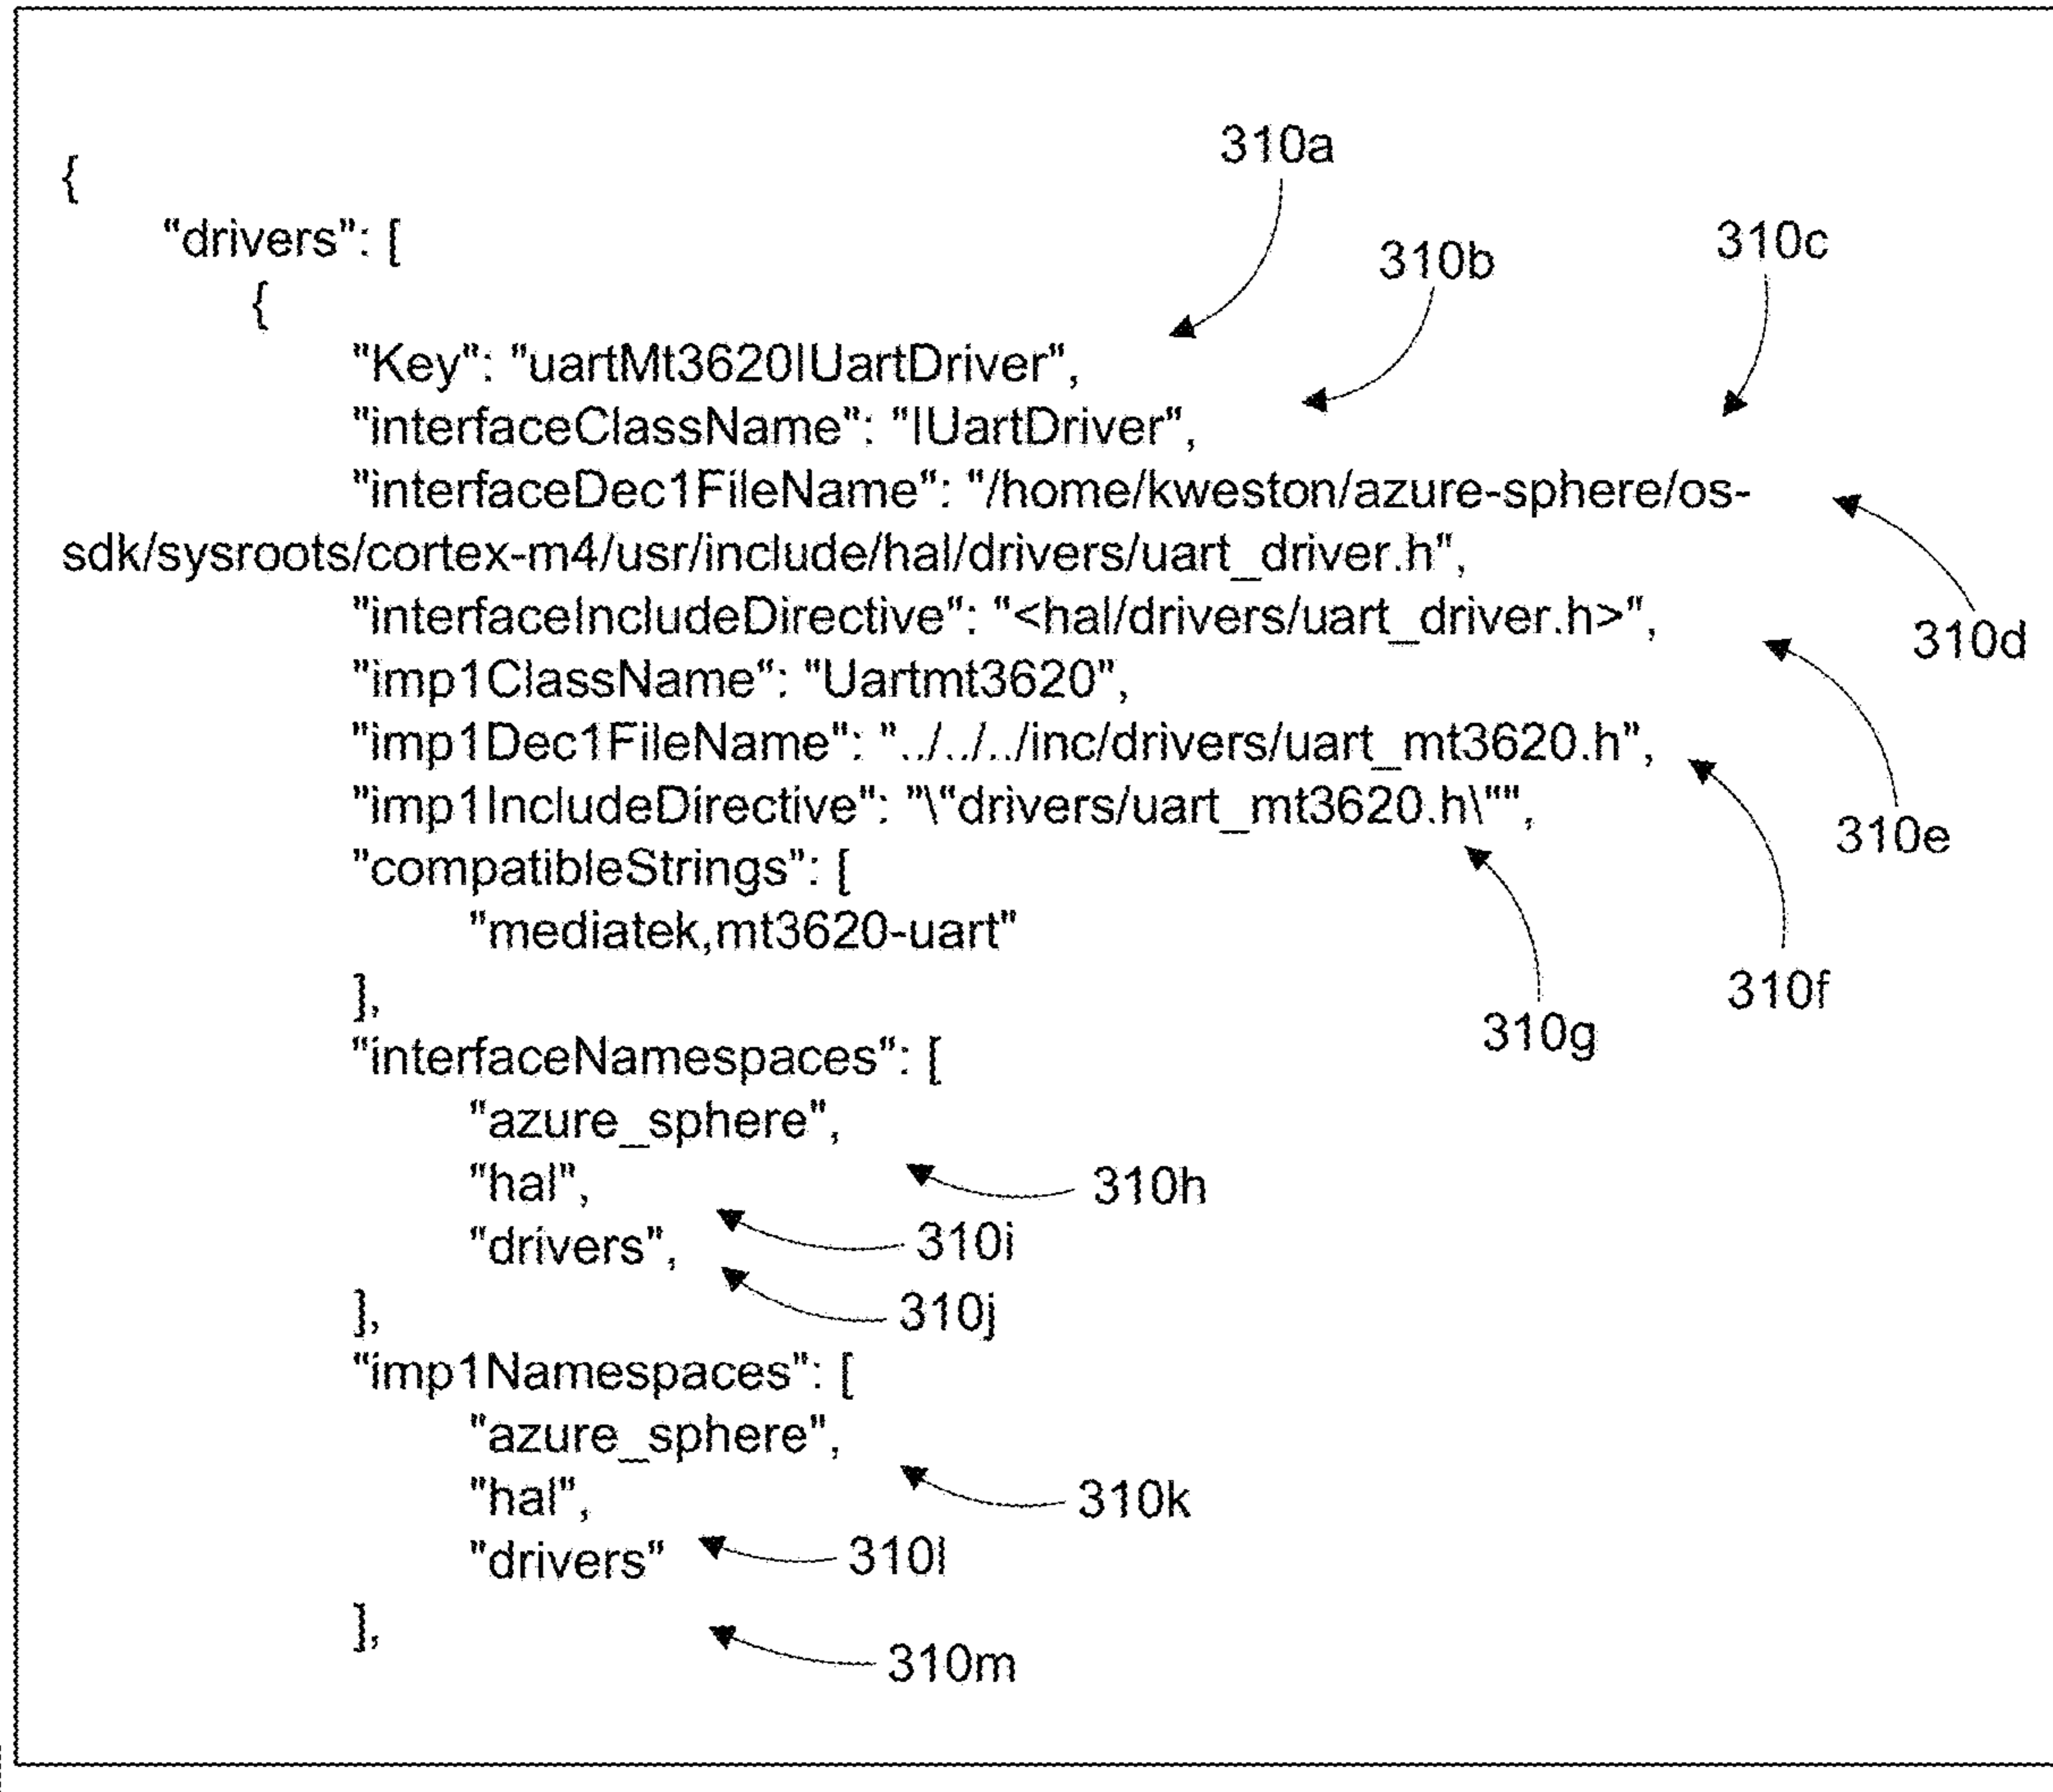 310a
{
"drivers": [
310b
310c
{
"Key": "uartMt3620IUartDriver",
"interfaceClassName": "IUartDriver",
"interfaceDec1FileName": "/home/kweston/azure-sphere/os-
sdk/sysroots/cortex-m4/usr/include/hal/drivers/uart_driver.h",
"interfaceIncludeDirective": "<hal/drivers/uart_driver.h>",
310d
"imp1ClassName": "Uartmt3620",
"imp1Dec1FileName": "../../../inc/drivers/uart_mt3620.h",
"imp1IncludeDirective": "\"drivers/uart_mt3620.h\"",
310e
"compatibleStrings": [
"mediatek,mt3620-uart"
],
310f
310g
"interfaceNamespaces": [
"azure_sphere",
"hal",
310h
310i
"drivers",
],
310j
"imp1Namespaces": [
"azure_sphere",
"hal",
310k
"drivers"
310l
],
310m